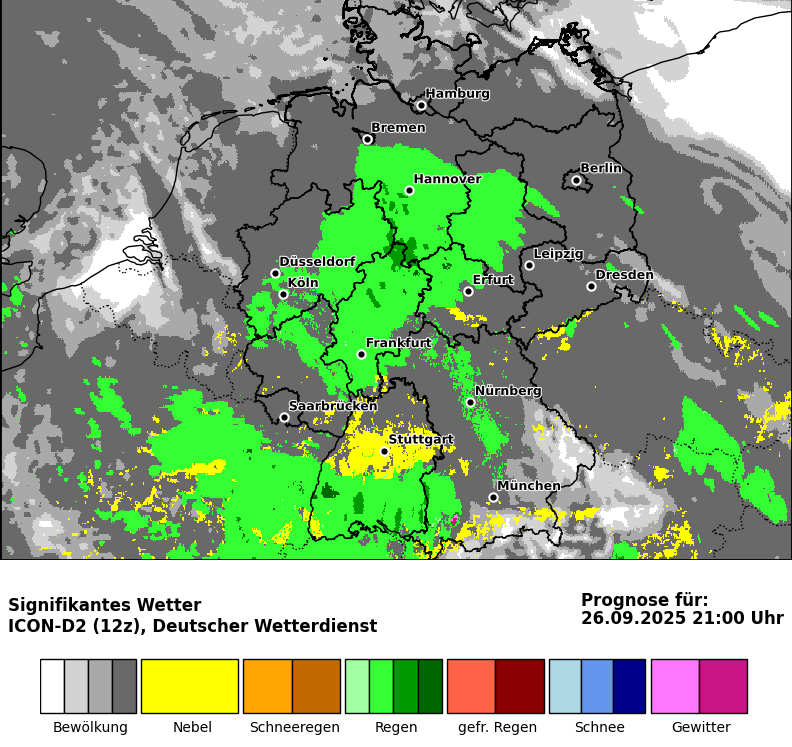 Hamburg
Bremen
Berlin
Hannover
Düsseldorf
Leipzig
Köln
Erfurt
Dresden
Frankfurt
Nürnberg
Saarbrücken
Stuttgart
München
Signifikantes Wetter
ICON-D2 (12z), Deutscher Wetterdienst
Prognose für:
26.09.2025 21:00 Uhr
Bewölkung Nebel Schneeregen Regen gefr. Regen Schnee Gewitter